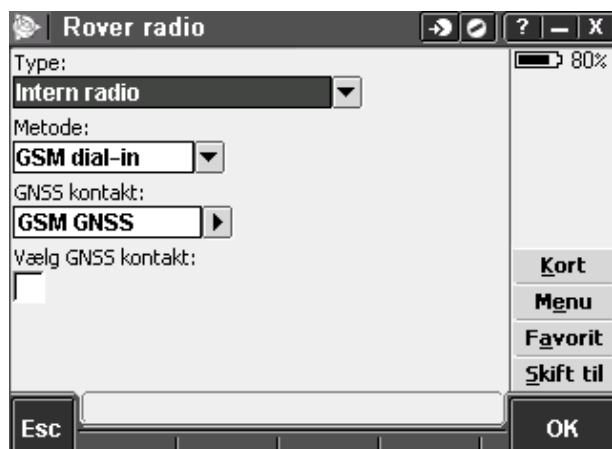 Rover radio
? – X
Type:
80%
Intern radio
Metode:
GSM dial-in
GNSS kontakt:
GSM GNSS
Vælg GNSS kontakt:
Kort
Menu
Favorit
Skift til
Esc
OK